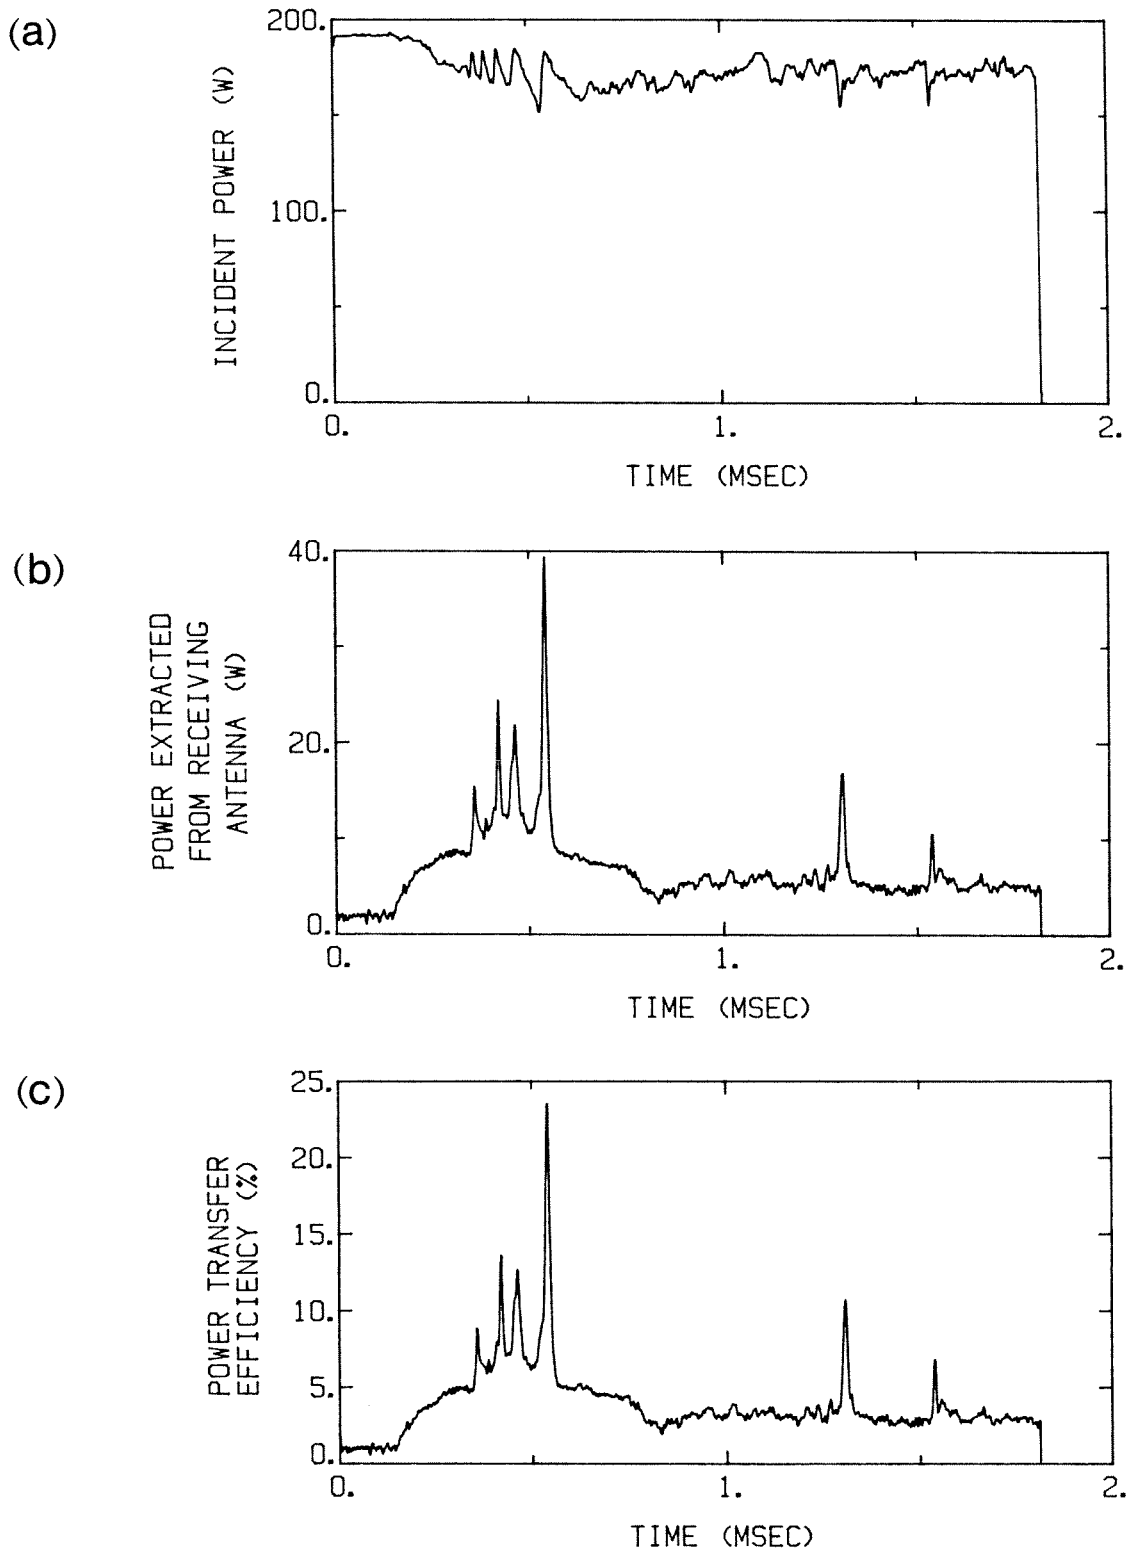 (a)
200.
100.
0.
INCIDENT POWER (W)
0. 1. 2.
TIME (MSEC)
(b)
40.
20.
0.
POWER EXTRACTED
FROM RECEIVING
ANTENNA (W)
0. 1. 2.
TIME (MSEC)
(c)
25.
20.
15.
10.
5.
0.
POWER TRANSFER
EFFICIENCY (%)
0. 1. 2.
TIME (MSEC)